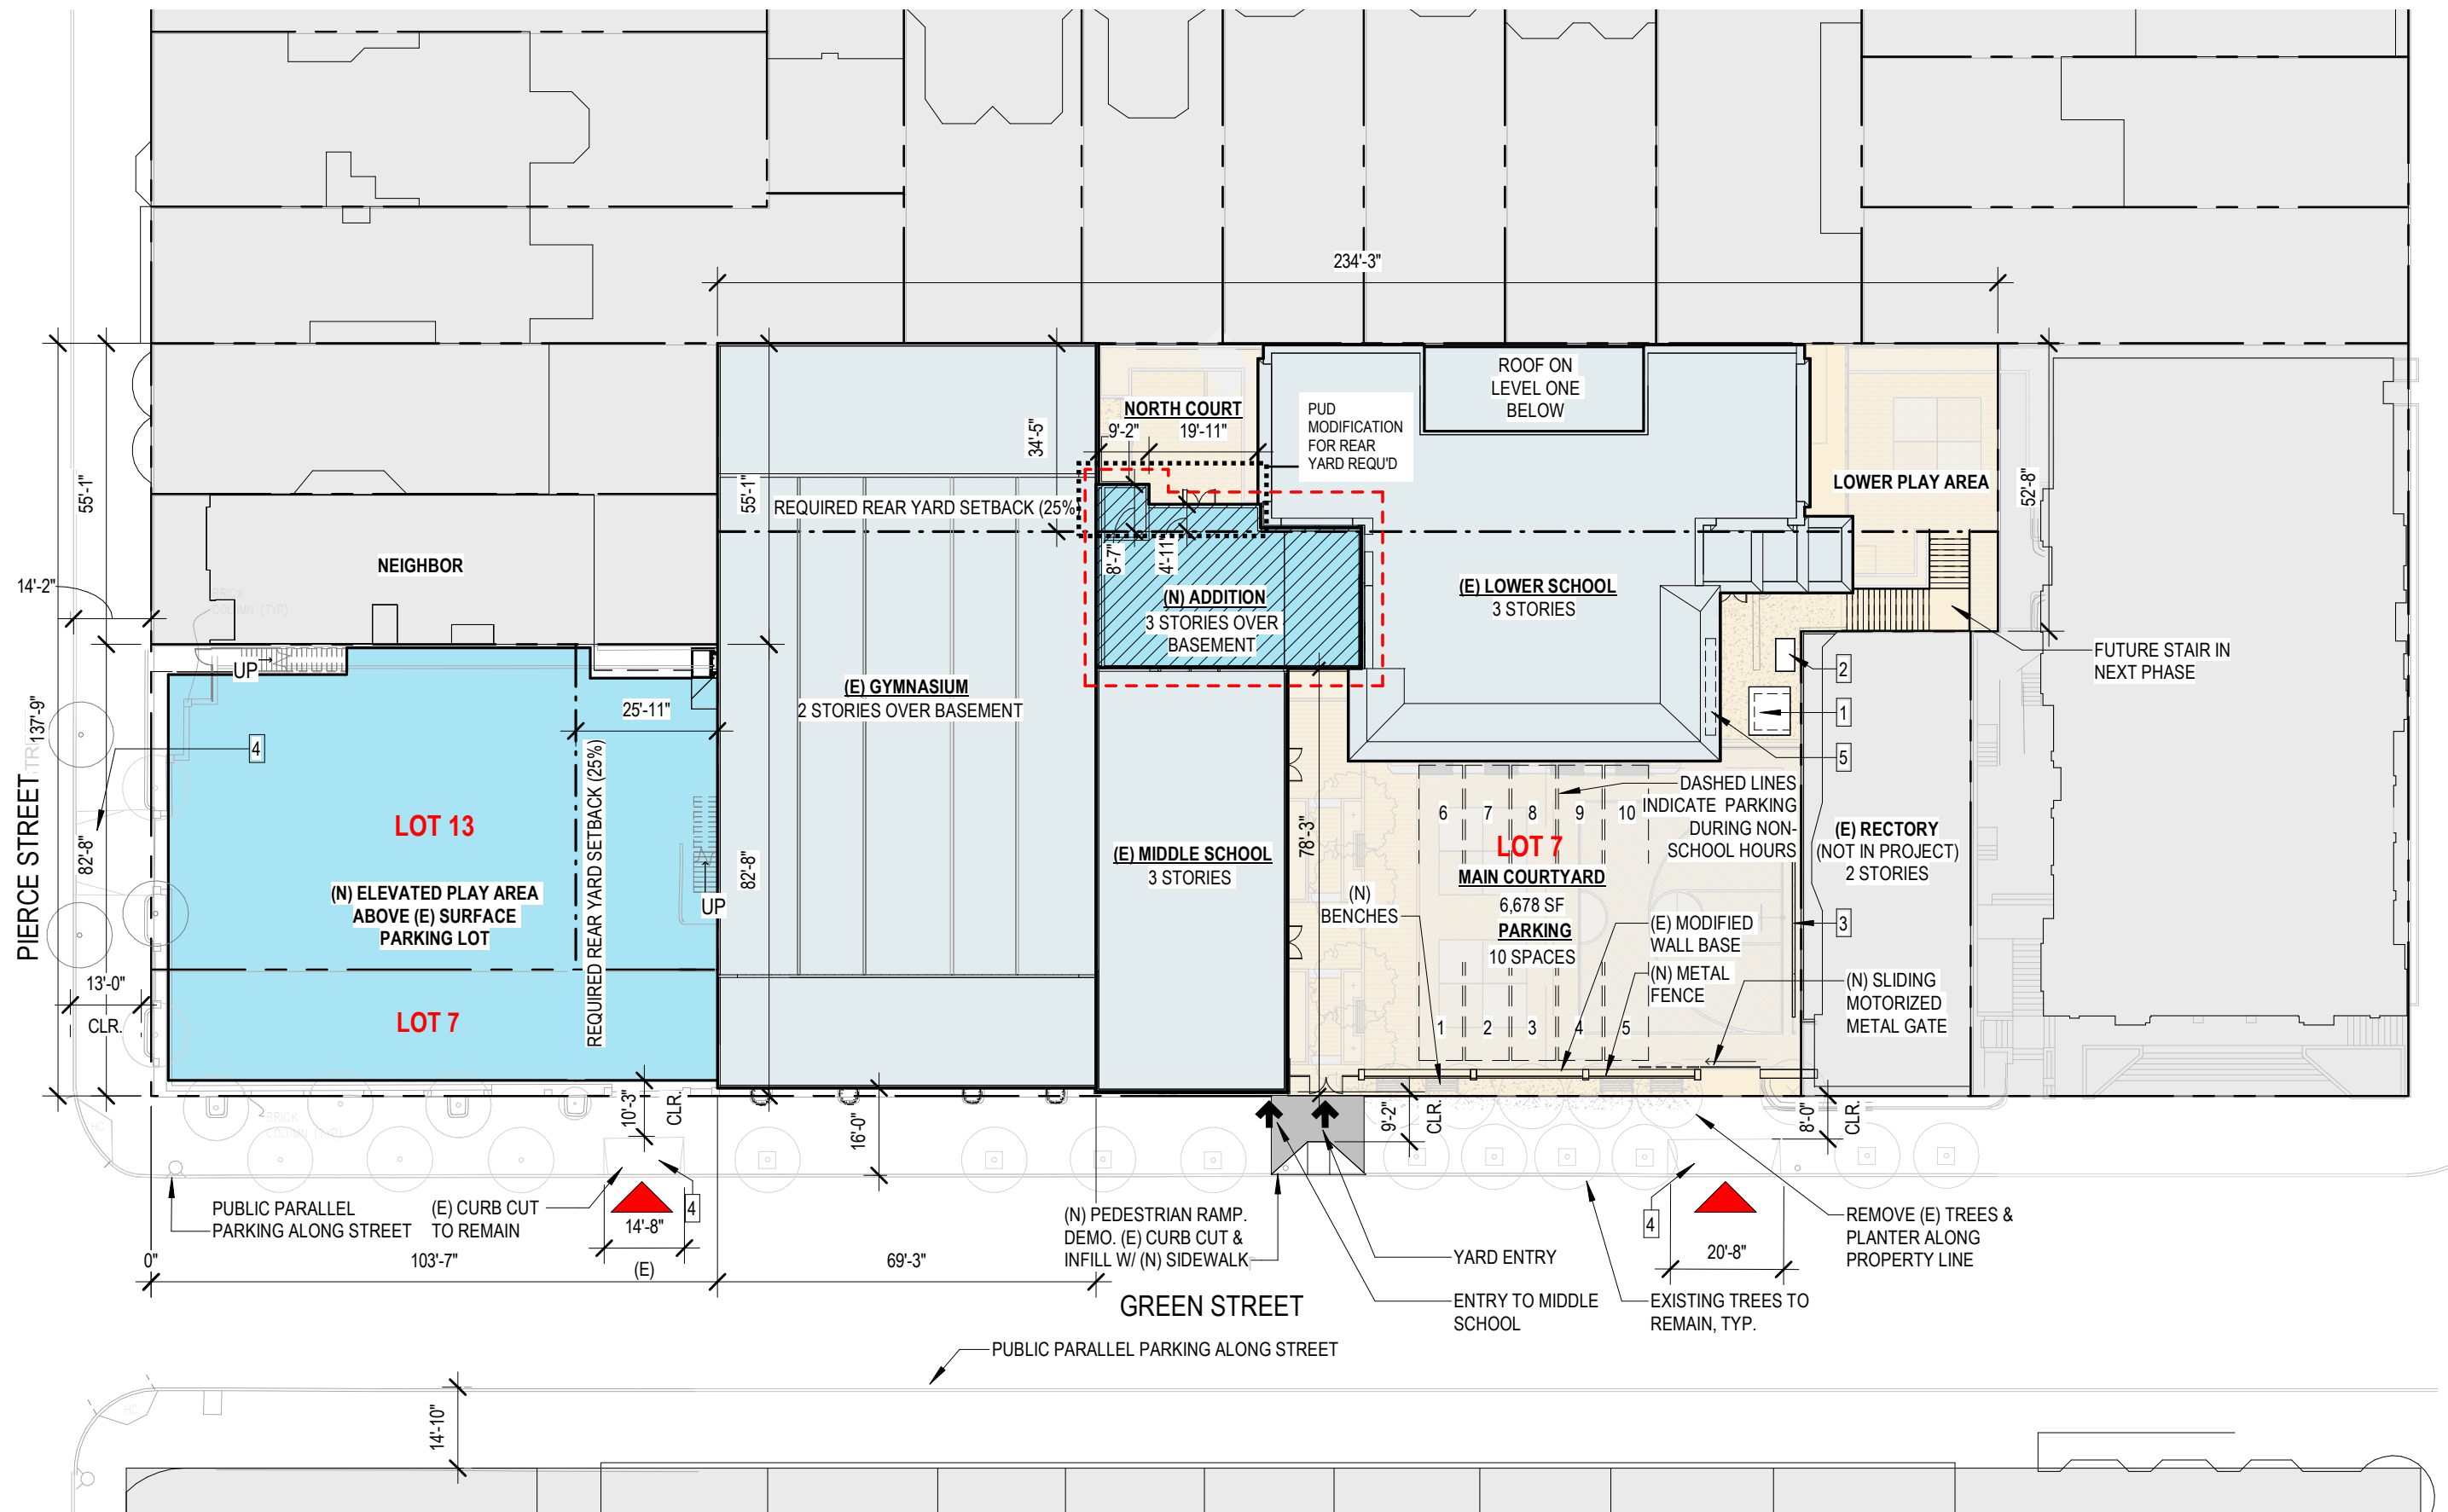 234'-3"
ROOF ON
LEVEL ONE
BELOW
NORTH COURT
9'-2"
19'-11"
PUD
MODIFICATION
FOR REAR
YARD REQU'D
34'-5"
55'-1"
55'-1"
52'-8"
REQUIRED REAR YARD SETBACK (25%
LOWER PLAY AREA
8'-7"
4'-11"
NEIGHBOR
14'-2"
BRICK
COLUMN (TYP)
(N) ADDITION
3 STORIES OVER
BASEMENT
(E) LOWER SCHOOL
3 STORIES
FUTURE STAIR IN
NEXT PHASE
UP
2
1
5
(E) GYMNASIUM
2 STORIES OVER BASEMENT
25'-11"
137'-9"
4
REQUIRED REAR YARD SETBACK (25%)
PIERCE STREET
82'-8"
82'-8"
78'-3"
LOT 13
(N) ELEVATED PLAY AREA
ABOVE (E) SURFACE
PARKING LOT
UP
(E) MIDDLE SCHOOL
3 STORIES
DASHED LINES
INDICATE PARKING
DURING NON-
SCHOOL HOURS
6
7
8
9
10
LOT 7
MAIN COURTYARD
6,678 SF
PARKING
10 SPACES
(N)
BENCHES
(E) MODIFIED
WALL BASE
(N) METAL
FENCE
(E) RECTORY
(NOT IN PROJECT)
2 STORIES
3
(N) SLIDING
MOTORIZED
METAL GATE
1
2
3
4
5
13'-0"
CLR.
LOT 7
10'-3"
CLR.
16'-0"
9'-2"
CLR.
8'-0"
CLR.
HC
BRICK
COLUMN (TYP)
PUBLIC PARALLEL
PARKING ALONG STREET
(E) CURB CUT
TO REMAIN
4
14'-8"
(E)
(N) PEDESTRIAN RAMP.
DEMO. (E) CURB CUT &
INFILL W/ (N) SIDEWALK
YARD ENTRY
ENTRY TO MIDDLE
SCHOOL
4
20'-8"
REMOVE (E) TREES &
PLANTER ALONG
PROPERTY LINE
EXISTING TREES TO
REMAIN, TYP.
0"
103'-7"
69'-3"
GREEN STREET
PUBLIC PARALLEL PARKING ALONG STREET
HC
14'-10"